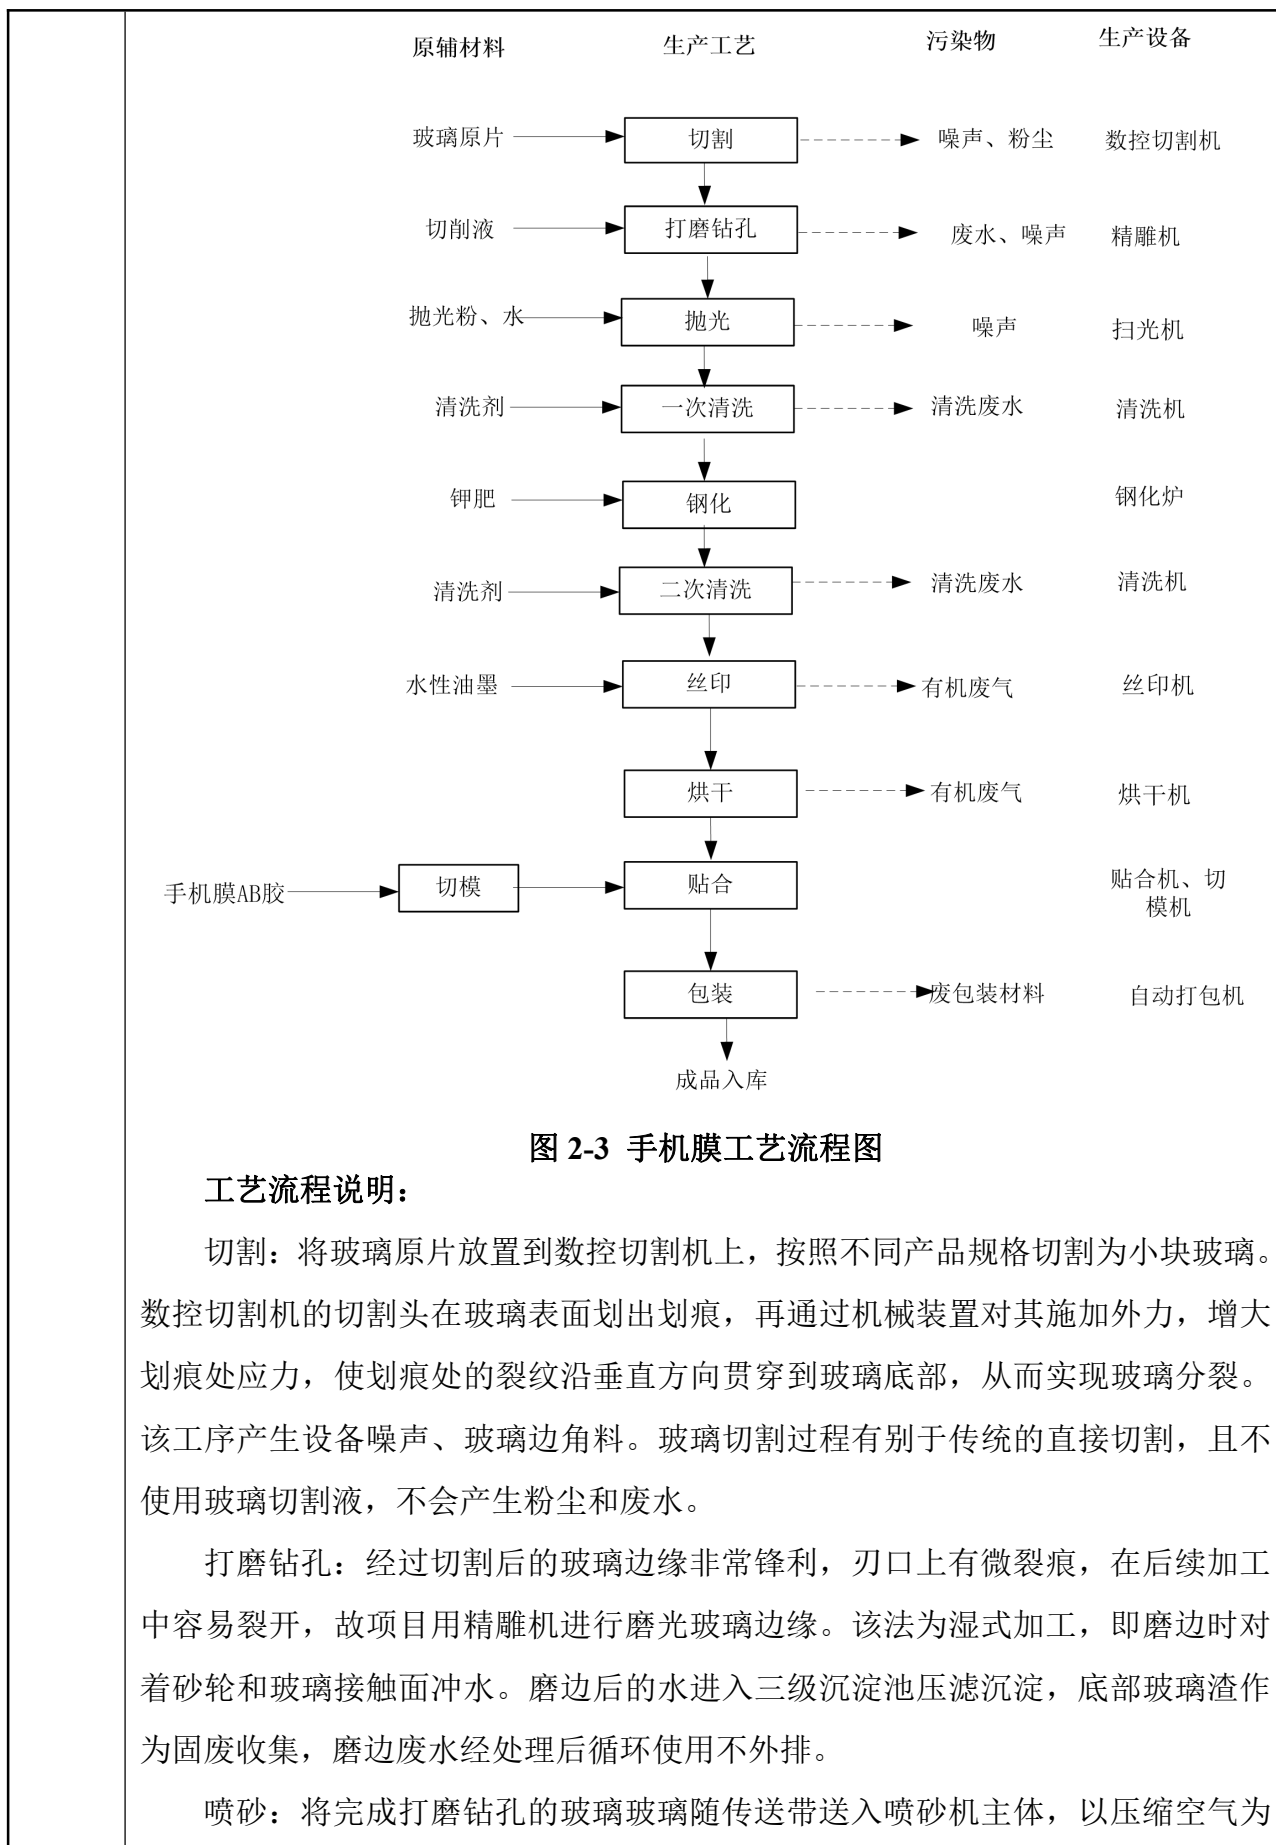 原辅材料 生产工艺 污染物 生产设备
玻璃原片 切割 噪声、粉尘 数控切割机
切削液 打磨钻孔 废水、噪声 精雕机
抛光粉、水 抛光 噪声 扫光机
清洗剂 一次清洗 清洗废水 清洗机
钾肥 钢化 钢化炉
清洗剂 二次清洗 清洗废水 清洗机
水性油墨 丝印 有机废气 丝印机
烘干 有机废气 烘干机
手机膜AB胶 切模 贴合 贴合机、切
模机
包装 废包装材料 自动打包机
成品入库
图 2-3 手机膜工艺流程图
工艺流程说明：
切割：将玻璃原片放置到数控切割机上，按照不同产品规格切割为小块玻璃。
数控切割机的切割头在玻璃表面划出划痕，再通过机械装置对其施加外力，增大
划痕处应力，使划痕处的裂纹沿垂直方向贯穿到玻璃底部，从而实现玻璃分裂。
该工序产生设备噪声、玻璃边角料。玻璃切割过程有别于传统的直接切割，且不
使用玻璃切割液，不会产生粉尘和废水。
打磨钻孔：经过切割后的玻璃边缘非常锋利，刃口上有微裂痕，在后续加工
中容易裂开，故项目用精雕机进行磨光玻璃边缘。该法为湿式加工，即磨边时对
着砂轮和玻璃接触面冲水。磨边后的水进入三级沉淀池压滤沉淀，底部玻璃渣作
为固废收集，磨边废水经处理后循环使用不外排。
喷砂：将完成打磨钻孔的玻璃玻璃随传送带送入喷砂机主体，以压缩空气为